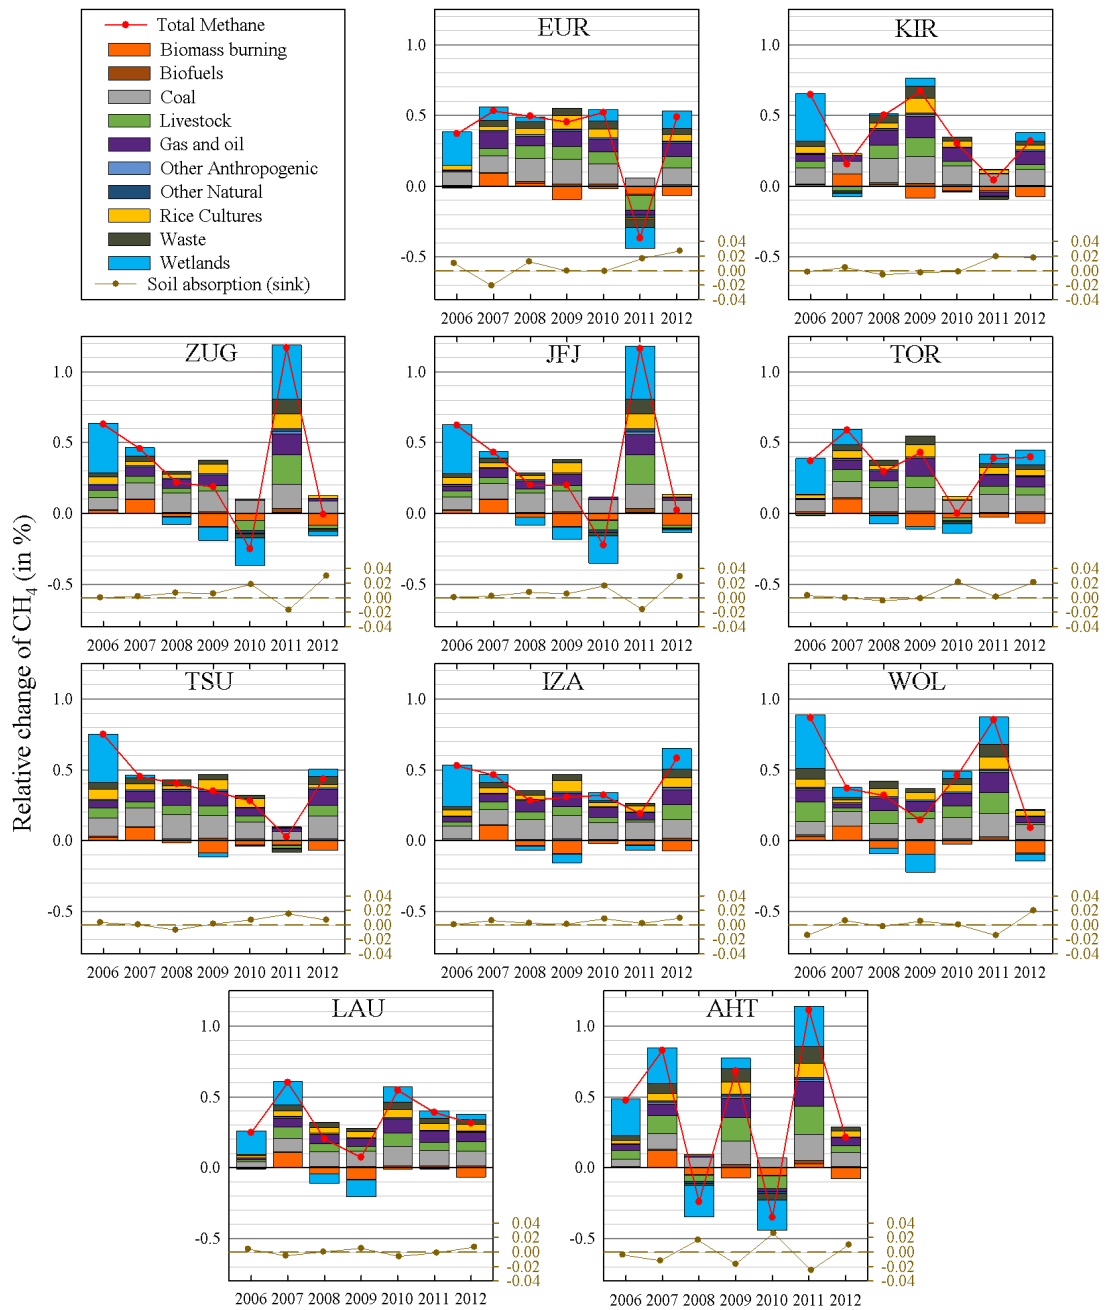 Total Methane
Biomass burning
Biofuels
Coal
Livestock
Gas and oil
Other Anthropogenic
Other Natural
Rice Cultures
Waste
Wetlands
Soil absorption (sink)
EUR
1.0
0.5
0.0
-0.5
0.04
0.02
0.00
-0.02
-0.04
2006 2007 2008 2009 2010 2011 2012
KIR
1.0
0.5
0.0
-0.5
0.04
0.02
0.00
-0.02
-0.04
2006 2007 2008 2009 2010 2011 2012
Relative change of CH4 (in %)
ZUG
1.0
0.5
0.0
-0.5
0.04
0.02
0.00
-0.02
-0.04
2006 2007 2008 2009 2010 2011 2012
JFJ
1.0
0.5
0.0
-0.5
0.04
0.02
0.00
-0.02
-0.04
2006 2007 2008 2009 2010 2011 2012
TOR
1.0
0.5
0.0
-0.5
0.04
0.02
0.00
-0.02
-0.04
2006 2007 2008 2009 2010 2011 2012
TSU
1.0
0.5
0.0
-0.5
0.04
0.02
0.00
-0.02
-0.04
2006 2007 2008 2009 2010 2011 2012
IZA
1.0
0.5
0.0
-0.5
0.04
0.02
0.00
-0.02
-0.04
2006 2007 2008 2009 2010 2011 2012
WOL
1.0
0.5
0.0
-0.5
0.04
0.02
0.00
-0.02
-0.04
2006 2007 2008 2009 2010 2011 2012
LAU
1.0
0.5
0.0
-0.5
0.04
0.02
0.00
-0.02
-0.04
2006 2007 2008 2009 2010 2011 2012
AHT
1.0
0.5
0.0
-0.5
0.04
0.02
0.00
-0.02
-0.04
2006 2007 2008 2009 2010 2011 2012